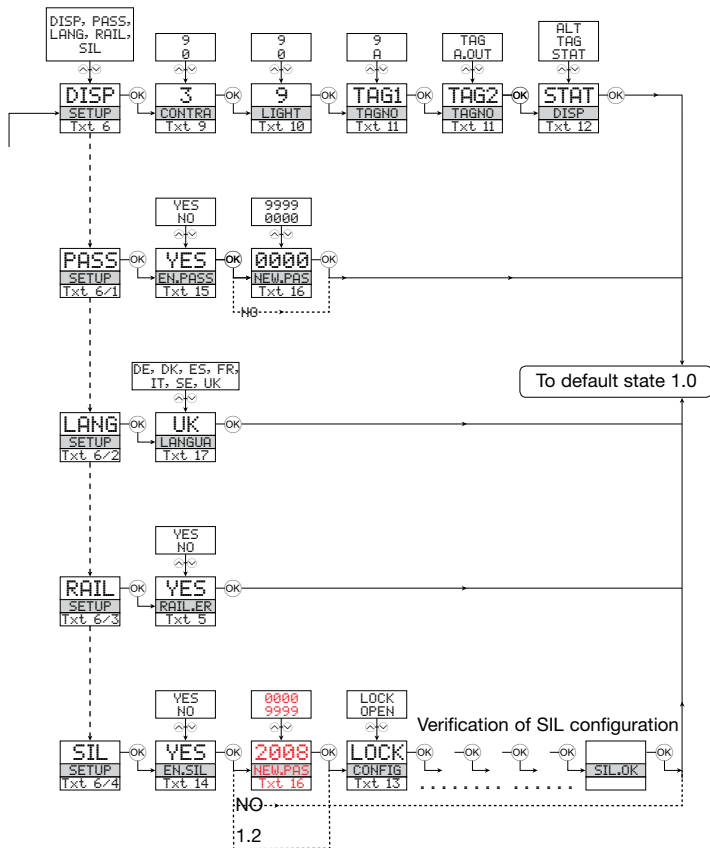 DISP, PASS,
LANG, RAIL,
SIL
9
0
9
0
9
A
TAG
A.OUT
ALT
TAG
STAT
DISP
SETUP
Txt 6
OK
3
CONTRA
Txt 9
OK
9
LIGHT
Txt 10
OK
TAG1
TAGNO
Txt 11
OK
TAG2
TAGNO
Txt 11
OK
STAT
DISP
Txt 12
OK
YES
NO
9999
0000
PASS
SETUP
Txt 6/1
OK
YES
EN.PASS
Txt 15
OK
0000
NEW.PAS
Txt 16
OK
NO
To default state 1.0
DE, DK, ES, FR,
IT, SE, UK
LANG
SETUP
Txt 6/2
OK
UK
LANGUA
Txt 17
OK
YES
NO
RAIL
SETUP
Txt 6/3
OK
YES
RAIL.ER
Txt 5
OK
YES
NO
0000
9999
LOCK
OPEN
Verification of SIL configuration
SIL
SETUP
Txt 6/4
OK
YES
EN.SIL
Txt 14
OK
2008
NEW.PAS
Txt 16
OK
LOCK
CONFIG
Txt 13
OK
OK
OK
OK
SIL.OK
OK
NO
1.2